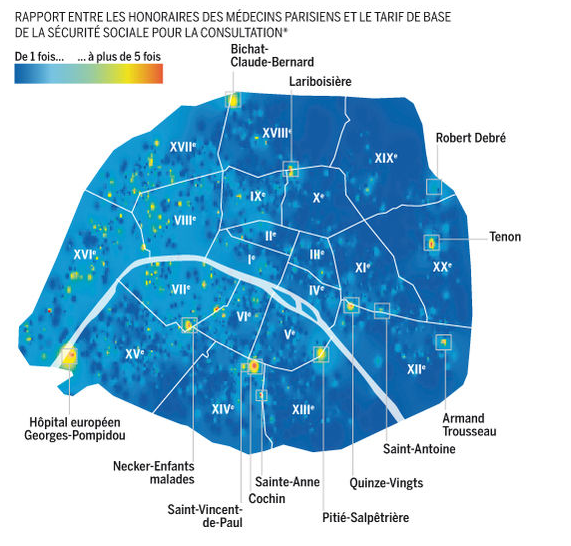 RAPPORT ENTRE LES HONORAIRES DES MÉDECINS PARISIENS ET LE TARIF DE BASE
DE LA SÉCURITÉ SOCIALE POUR LA CONSULTATION*
De 1 fois... ... à plus de 5 fois
Bichat-
Claude-Bernard
Lariboisière
Robert Debré
XVIIe
XVIIIe
XIXe
IXe
Xe
VIIIe
IIe
Tenon
XVIe
Ie
IIIe
XIe
XXe
VIIe
IVe
VIe
Ve
XVe
XIIe
XIVe
XIIIe
Hôpital européen
Georges-Pompidou
Armand
Trousseau
Saint-Antoine
Necker-Enfants
malades
Sainte-Anne
Quinze-Vingts
Cochin
Saint-Vincent-
de-Paul
Pitié-Salpêtrière